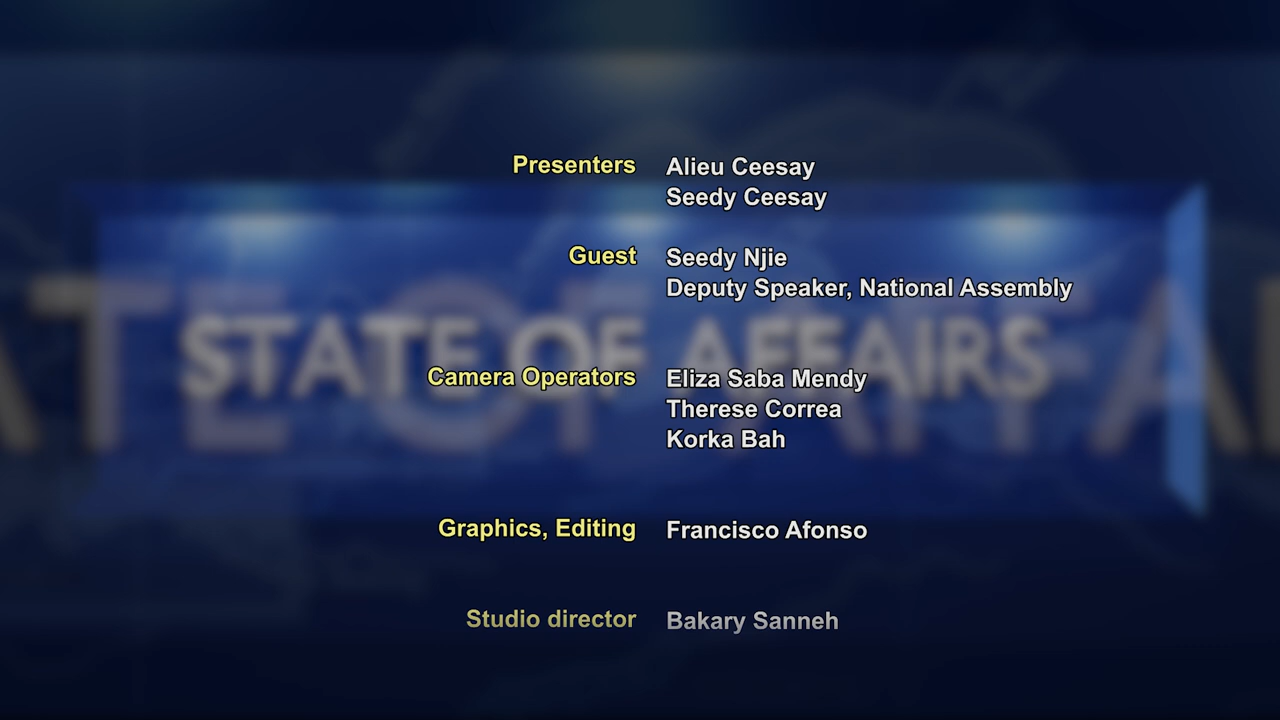 Presenters Alieu Ceesay
Seedy Ceesay
Guest Seedy Njie
Deputy Speaker, National Assembly
STATE OF AFFAIRS
Camera Operators Eliza Saba Mendy
Therese Correa
Korka Bah
Graphics, Editing Francisco Afonso
Studio director Bakary Sanneh